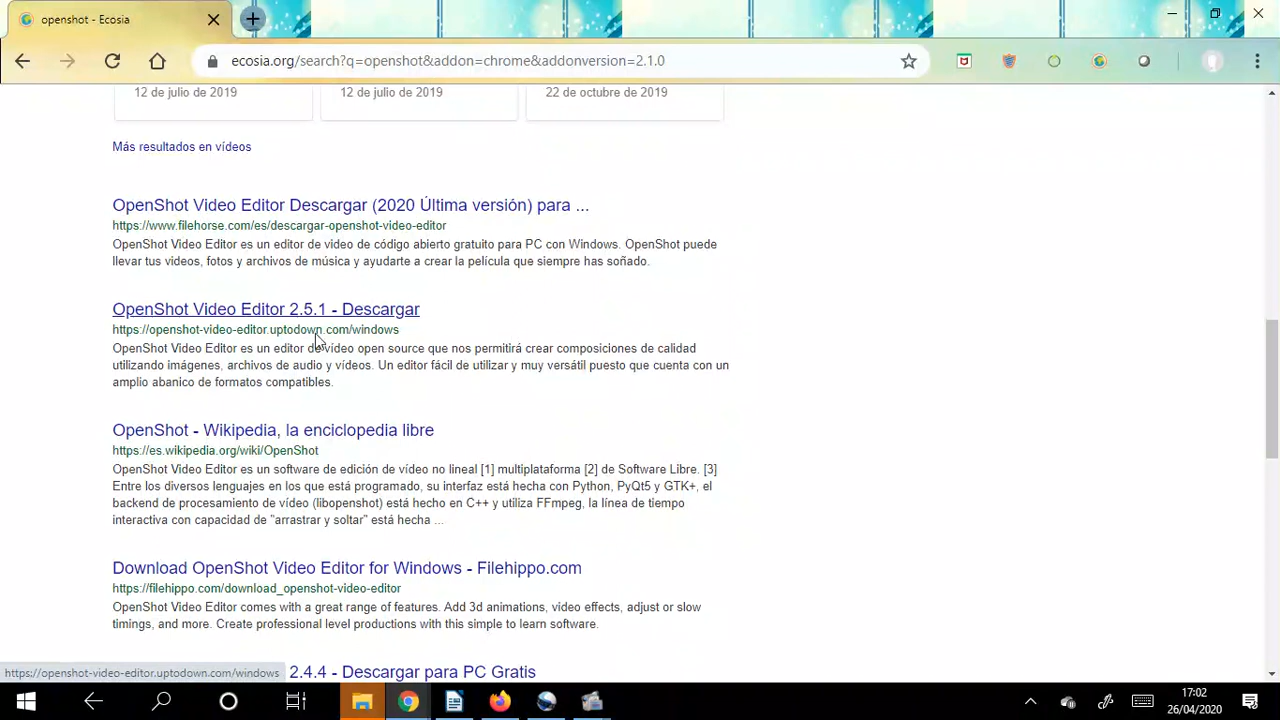 openshot - Ecosia
ecosia.org/search?q=openshot&addon=chrome&addonversion=2.1.0
12 de julio de 2019
12 de julio de 2019
22 de octubre de 2019
Más resultados en vídeos
OpenShot Video Editor Descargar (2020 Última versión) para ...
https://www.filehorse.com/es/descargar-openshot-video-editor
OpenShot Video Editor es un editor de video de código abierto gratuito para PC con Windows. OpenShot puede
llevar tus videos, fotos y archivos de música y ayudarte a crear la película que siempre has soñado.
OpenShot Video Editor 2.5.1 - Descargar
https://openshot-video-editor.uptodown.com/windows
OpenShot Video Editor es un editor de vídeo open source que nos permitirá crear composiciones de calidad
utilizando imágenes, archivos de audio y vídeos. Un editor fácil de utilizar y muy versátil puesto que cuenta con un
amplio abanico de formatos compatibles.
OpenShot - Wikipedia, la enciclopedia libre
https://es.wikipedia.org/wiki/OpenShot
OpenShot Video Editor es un software de edición de vídeo no lineal [1] multiplataforma [2] de Software Libre. [3]
Entre los diversos lenguajes en los que está programado, su interfaz está hecha con Python, PyQt5 y GTK+, el
backend de procesamiento de vídeo (libopenshot) está hecho en C++ y utiliza FFmpeg, la línea de tiempo
interactiva con capacidad de "arrastrar y soltar" está hecha ...
Download OpenShot Video Editor for Windows - Filehippo.com
https://filehippo.com/download_openshot-video-editor
OpenShot Video Editor comes with a great range of features. Add 3d animations, video effects, adjust or slow
timings, and more. Create professional level productions with this simple to learn software.
2.4.4 - Descargar para PC Gratis
https://openshot-video-editor.uptodown.com/windows
17:02
26/04/2020